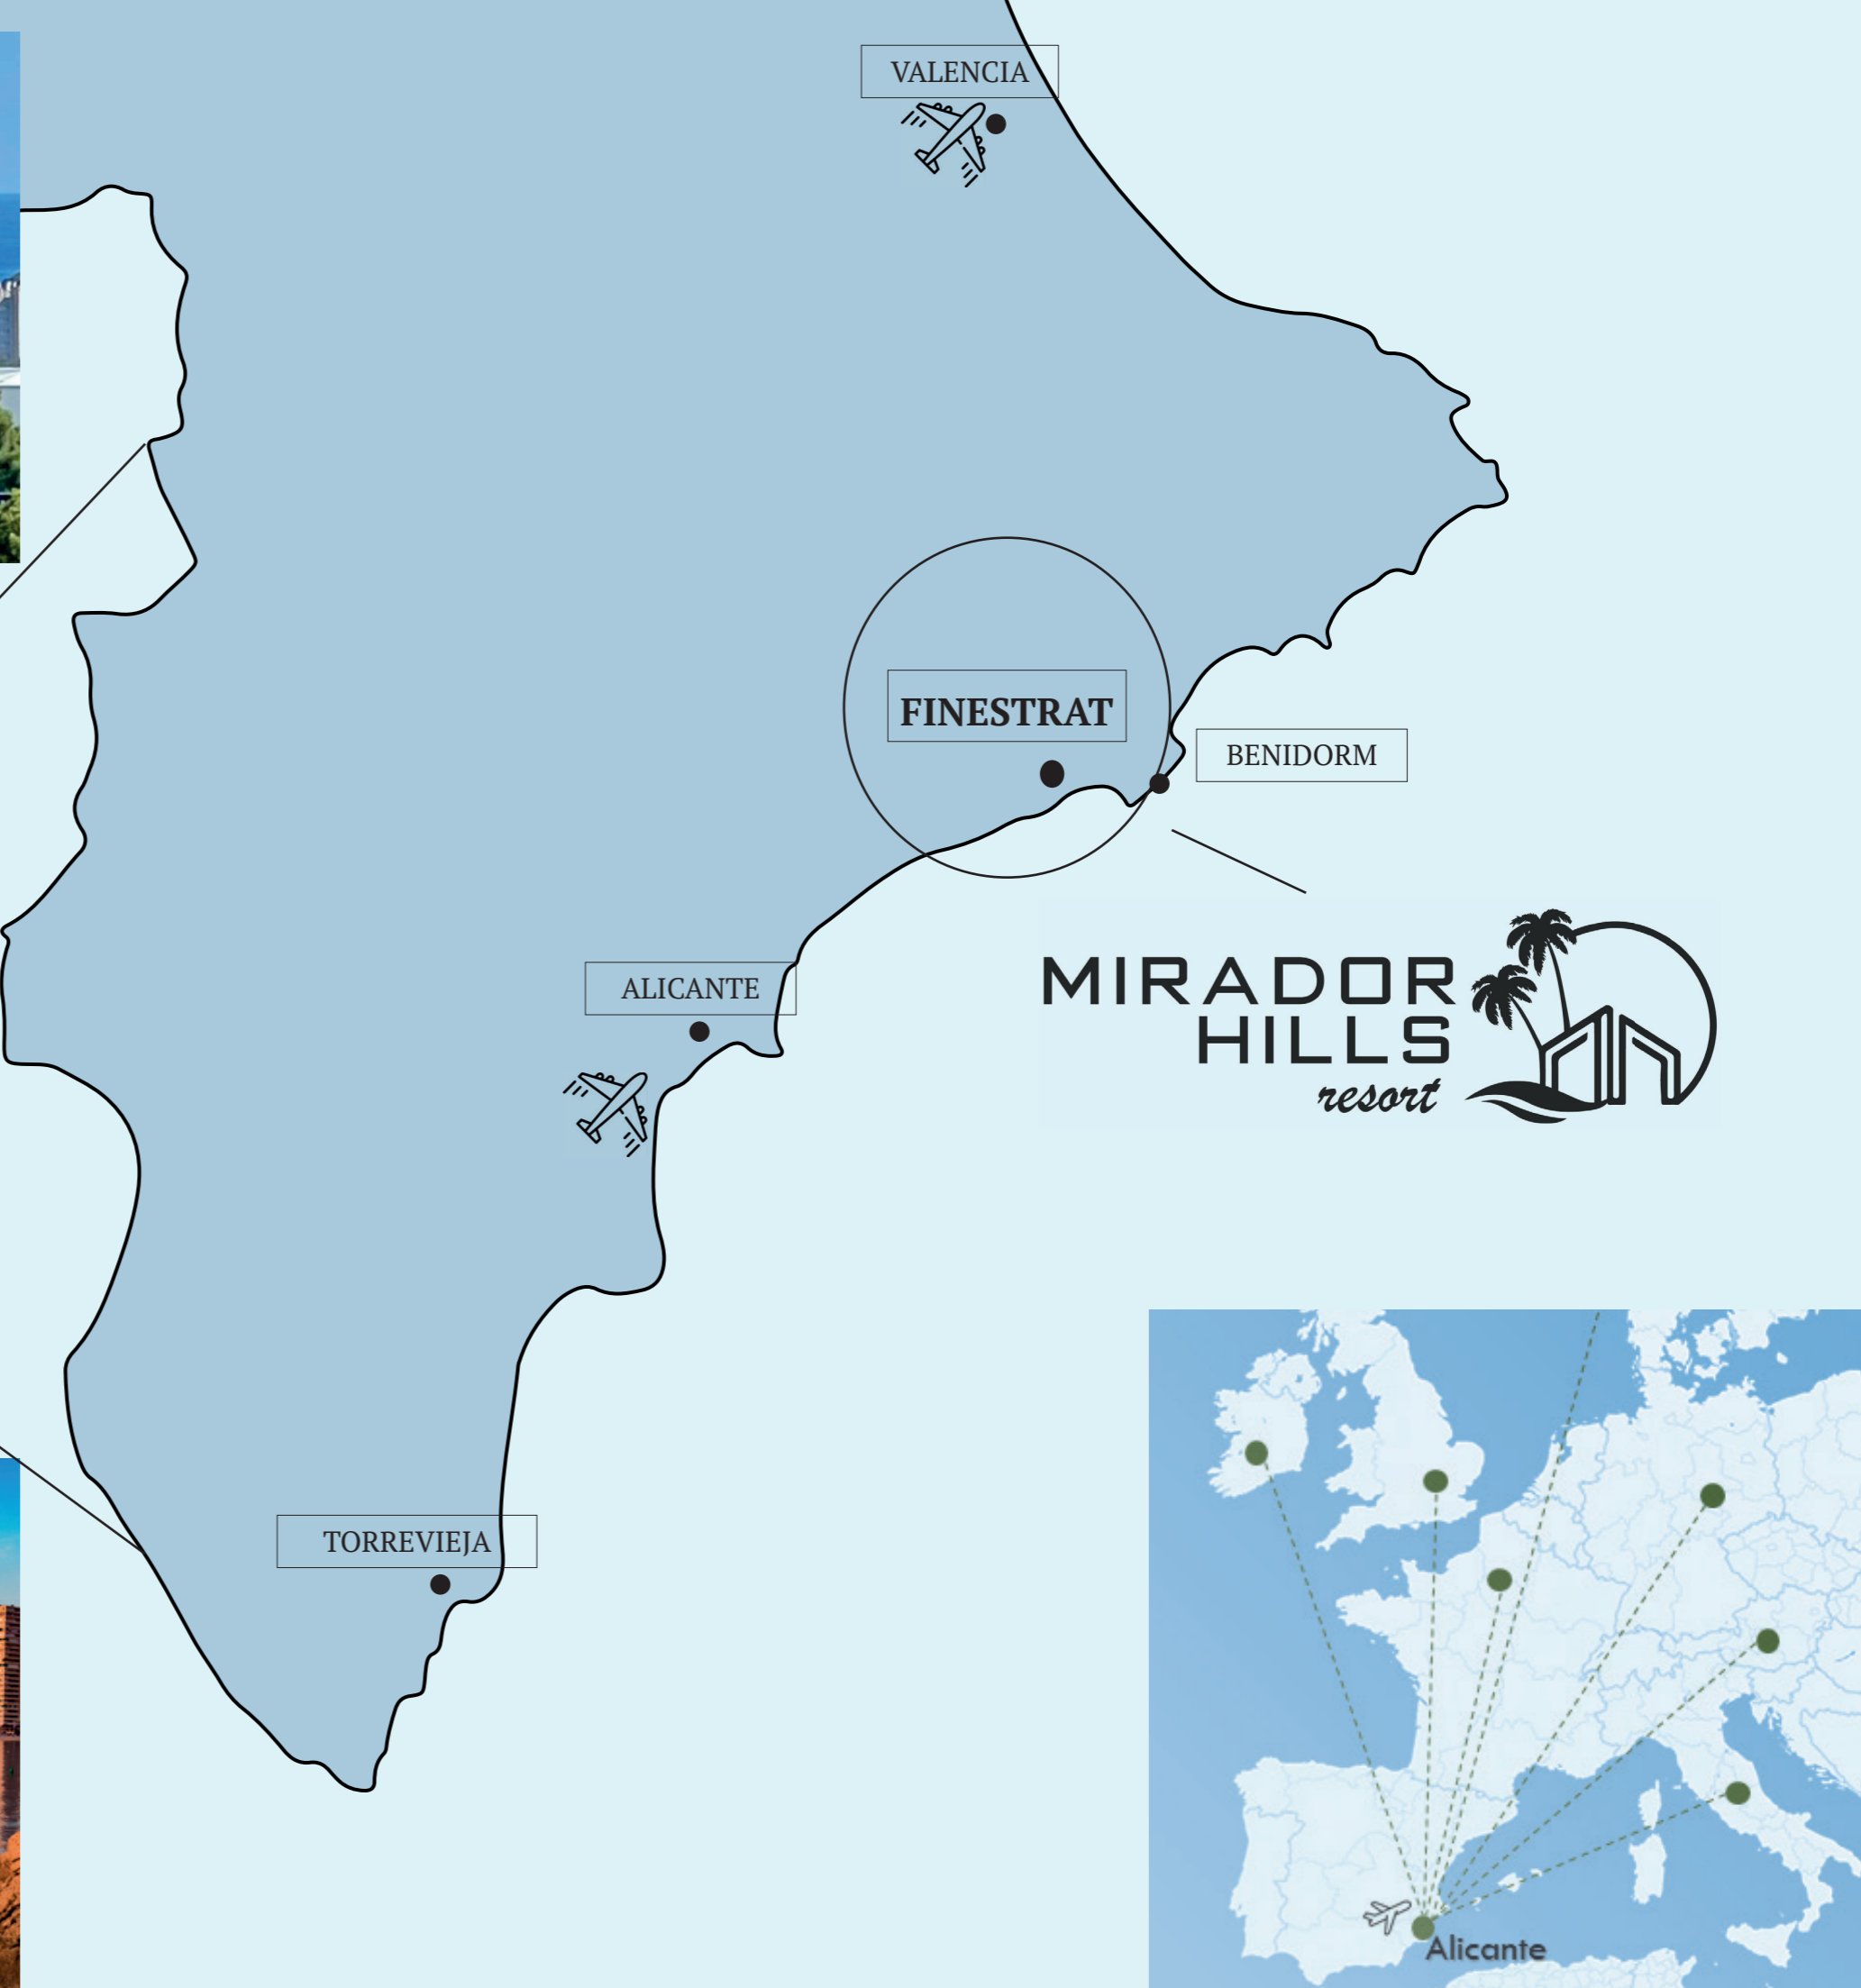 VALENCIA
FINESTRAT
BENIDORM
ALICANTE
MIRADOR
HILLS
resort
TORREVIEJA
Alicante